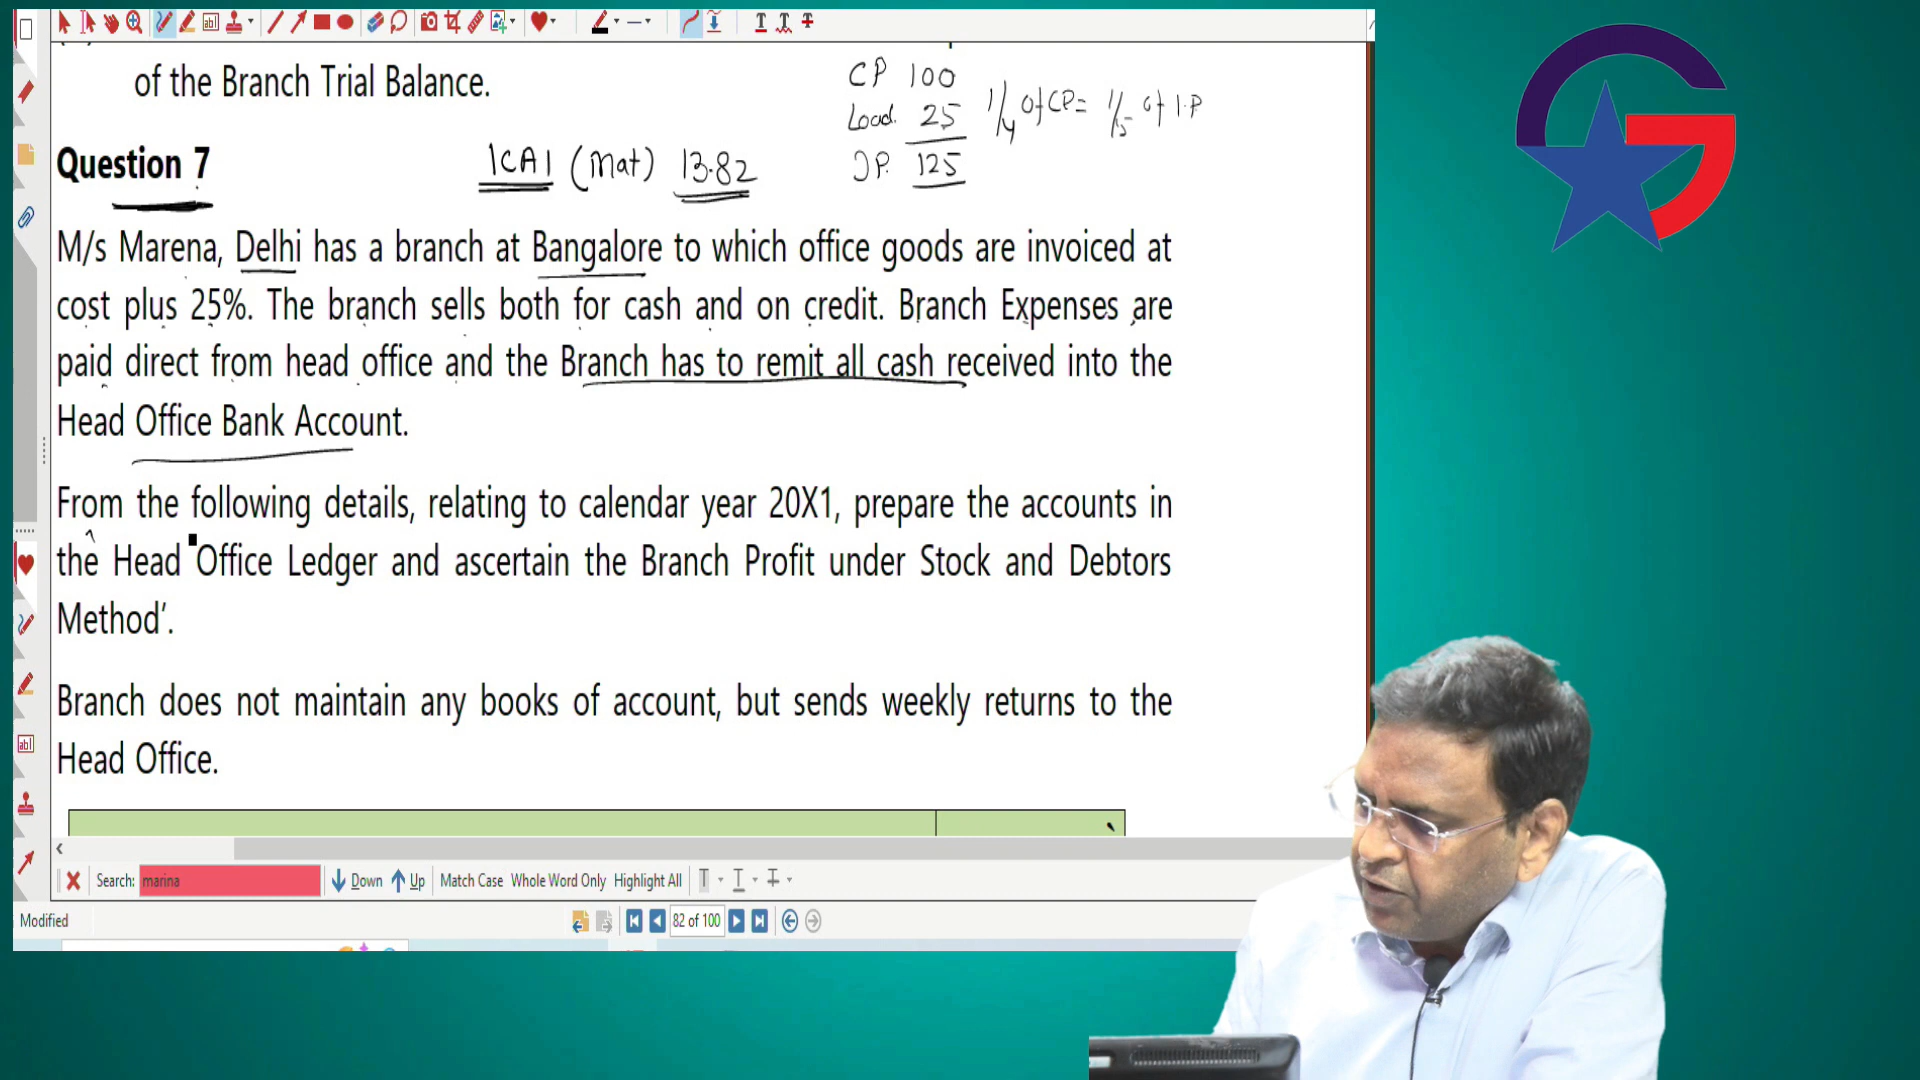 of the Branch Trial Balance.
CP 100
Load. 25 1/4 of CP = 1/5 of I.P
I.P. 125
Question 7 ICAI (Mat) 13.82
M/s Marena, Delhi has a branch at Bangalore to which office goods are invoiced at
cost plus 25%. The branch sells both for cash and on credit. Branch Expenses are
paid direct from head office and the Branch has to remit all cash received into the
Head Office Bank Account.
From the following details, relating to calendar year 20X1, prepare the accounts in
the Head Office Ledger and ascertain the Branch Profit under Stock and Debtors
Method’.
Branch does not maintain any books of account, but sends weekly returns to the
Head Office.
Search: marina Down Up Match Case Whole Word Only Highlight All
Modified 82 of 100